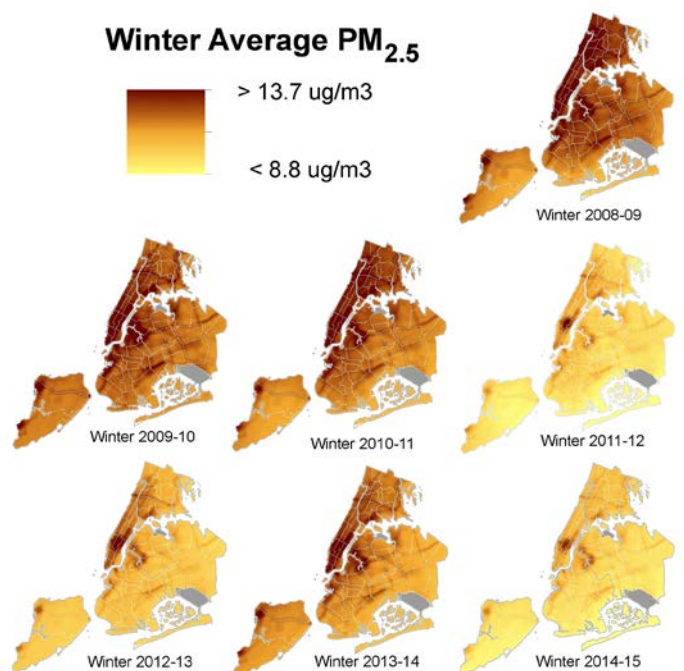 Winter Average PM2.5
> 13.7 ug/m3
< 8.8 ug/m3
Winter 2008-09
Winter 2009-10
Winter 2010-11
Winter 2011-12
Winter 2012-13
Winter 2013-14
Winter 2014-15